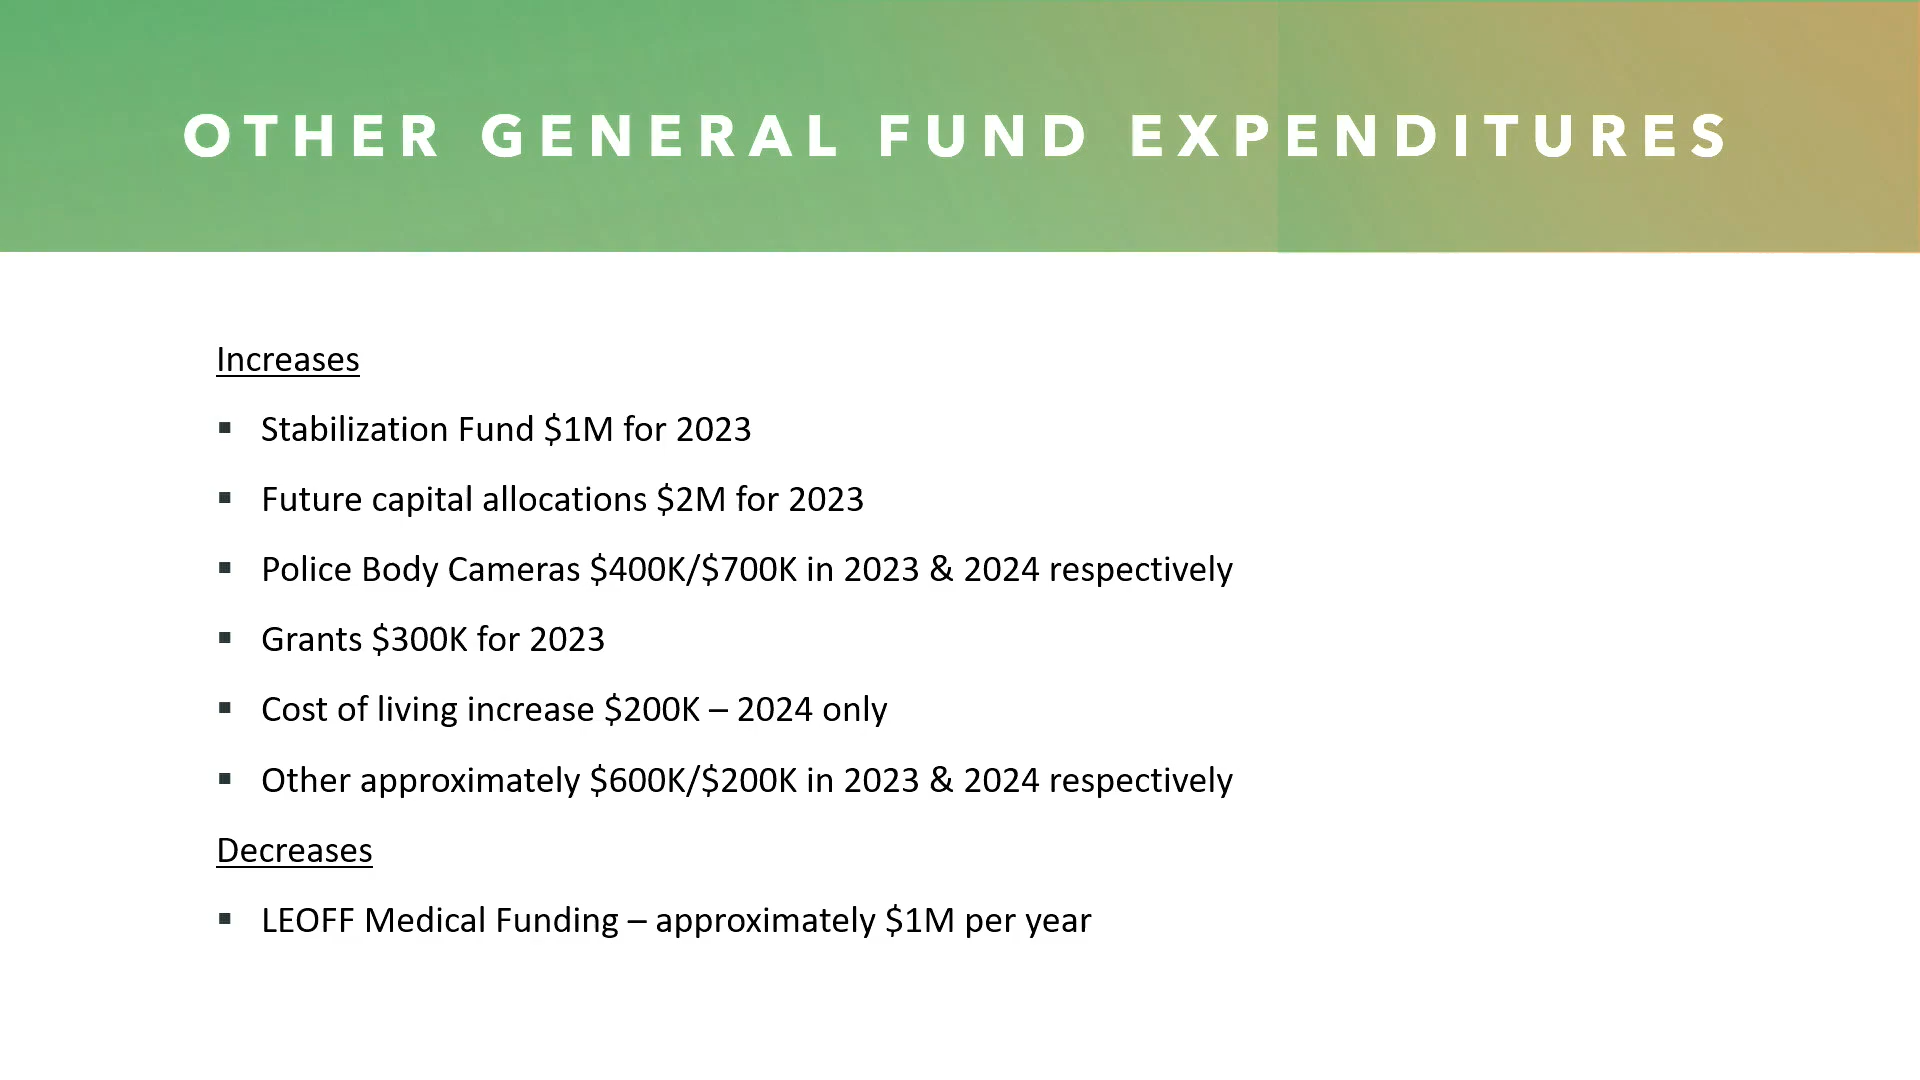 OTHER GENERAL FUND EXPENDITURES
Increases
▪ Stabilization Fund $1M for 2023
▪ Future capital allocations $2M for 2023
▪ Police Body Cameras $400K/$700K in 2023 & 2024 respectively
▪ Grants $300K for 2023
▪ Cost of living increase $200K – 2024 only
▪ Other approximately $600K/$200K in 2023 & 2024 respectively
Decreases
▪ LEOFF Medical Funding – approximately $1M per year